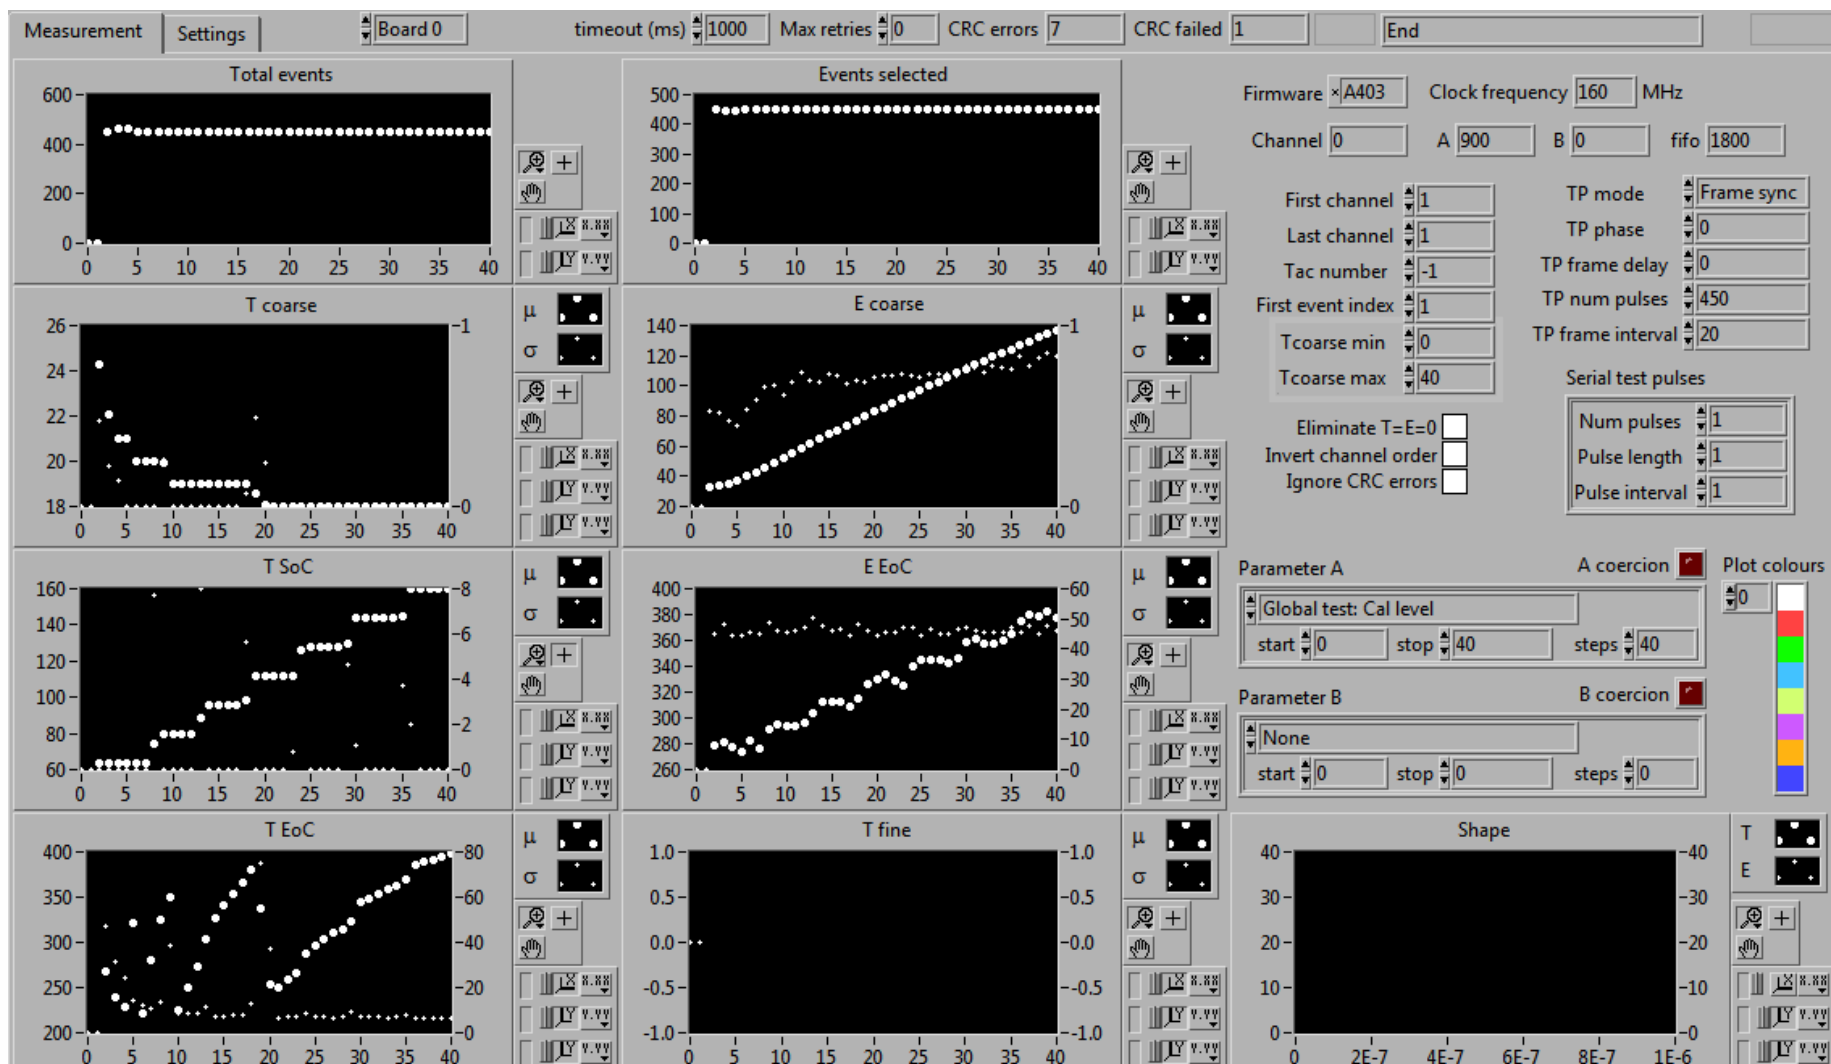 Measurement Settings Board 0 timeout (ms) 1000 Max retries 0 CRC errors 7 CRC failed 1 End
Total events
600
400
200
0
0 5 10 15 20 25 30 35 40
Events selected
500
400
300
200
100
0
0 5 10 15 20 25 30 35 40
Firmware ×A403 Clock frequency 160 MHz
Channel 0 A 900 B 0 fifo 1800
First channel 1
Last channel 1
Tac number -1
First event index 1
Tcoarse min 0
Tcoarse max 40
Eliminate T=E=0
Invert channel order
Ignore CRC errors
TP mode Frame sync
TP phase 0
TP frame delay 0
TP num pulses 450
TP frame interval 20
Serial test pulses
Num pulses 1
Pulse length 1
Pulse interval 1
T coarse
26
24
22
20
18
1
0
0 5 10 15 20 25 30 35 40
μ
σ
E coarse
140
120
100
80
60
40
20
1
0
0 5 10 15 20 25 30 35 40
μ
σ
T SoC
160
140
120
100
80
60
8
6
4
2
0
0 5 10 15 20 25 30 35 40
μ
σ
E EoC
400
380
360
340
320
300
280
260
60
50
40
30
20
10
0
0 5 10 15 20 25 30 35 40
μ
σ
Parameter A A coercion
Global test: Cal level
start 0 stop 40 steps 40
Parameter B B coercion
None
start 0 stop 0 steps 0
Plot colours
0
T EoC
400
350
300
250
200
80
60
40
20
0
0 5 10 15 20 25 30 35 40
μ
σ
T fine
1.0
0.5
0.0
-0.5
-1.0
1.0
0.5
0.0
-0.5
-1.0
0 5 10 15 20 25 30 35 40
μ
σ
Shape
40
30
20
10
0
40
30
20
10
0
0 2E-7 4E-7 6E-7 8E-7 1E-6
T
E